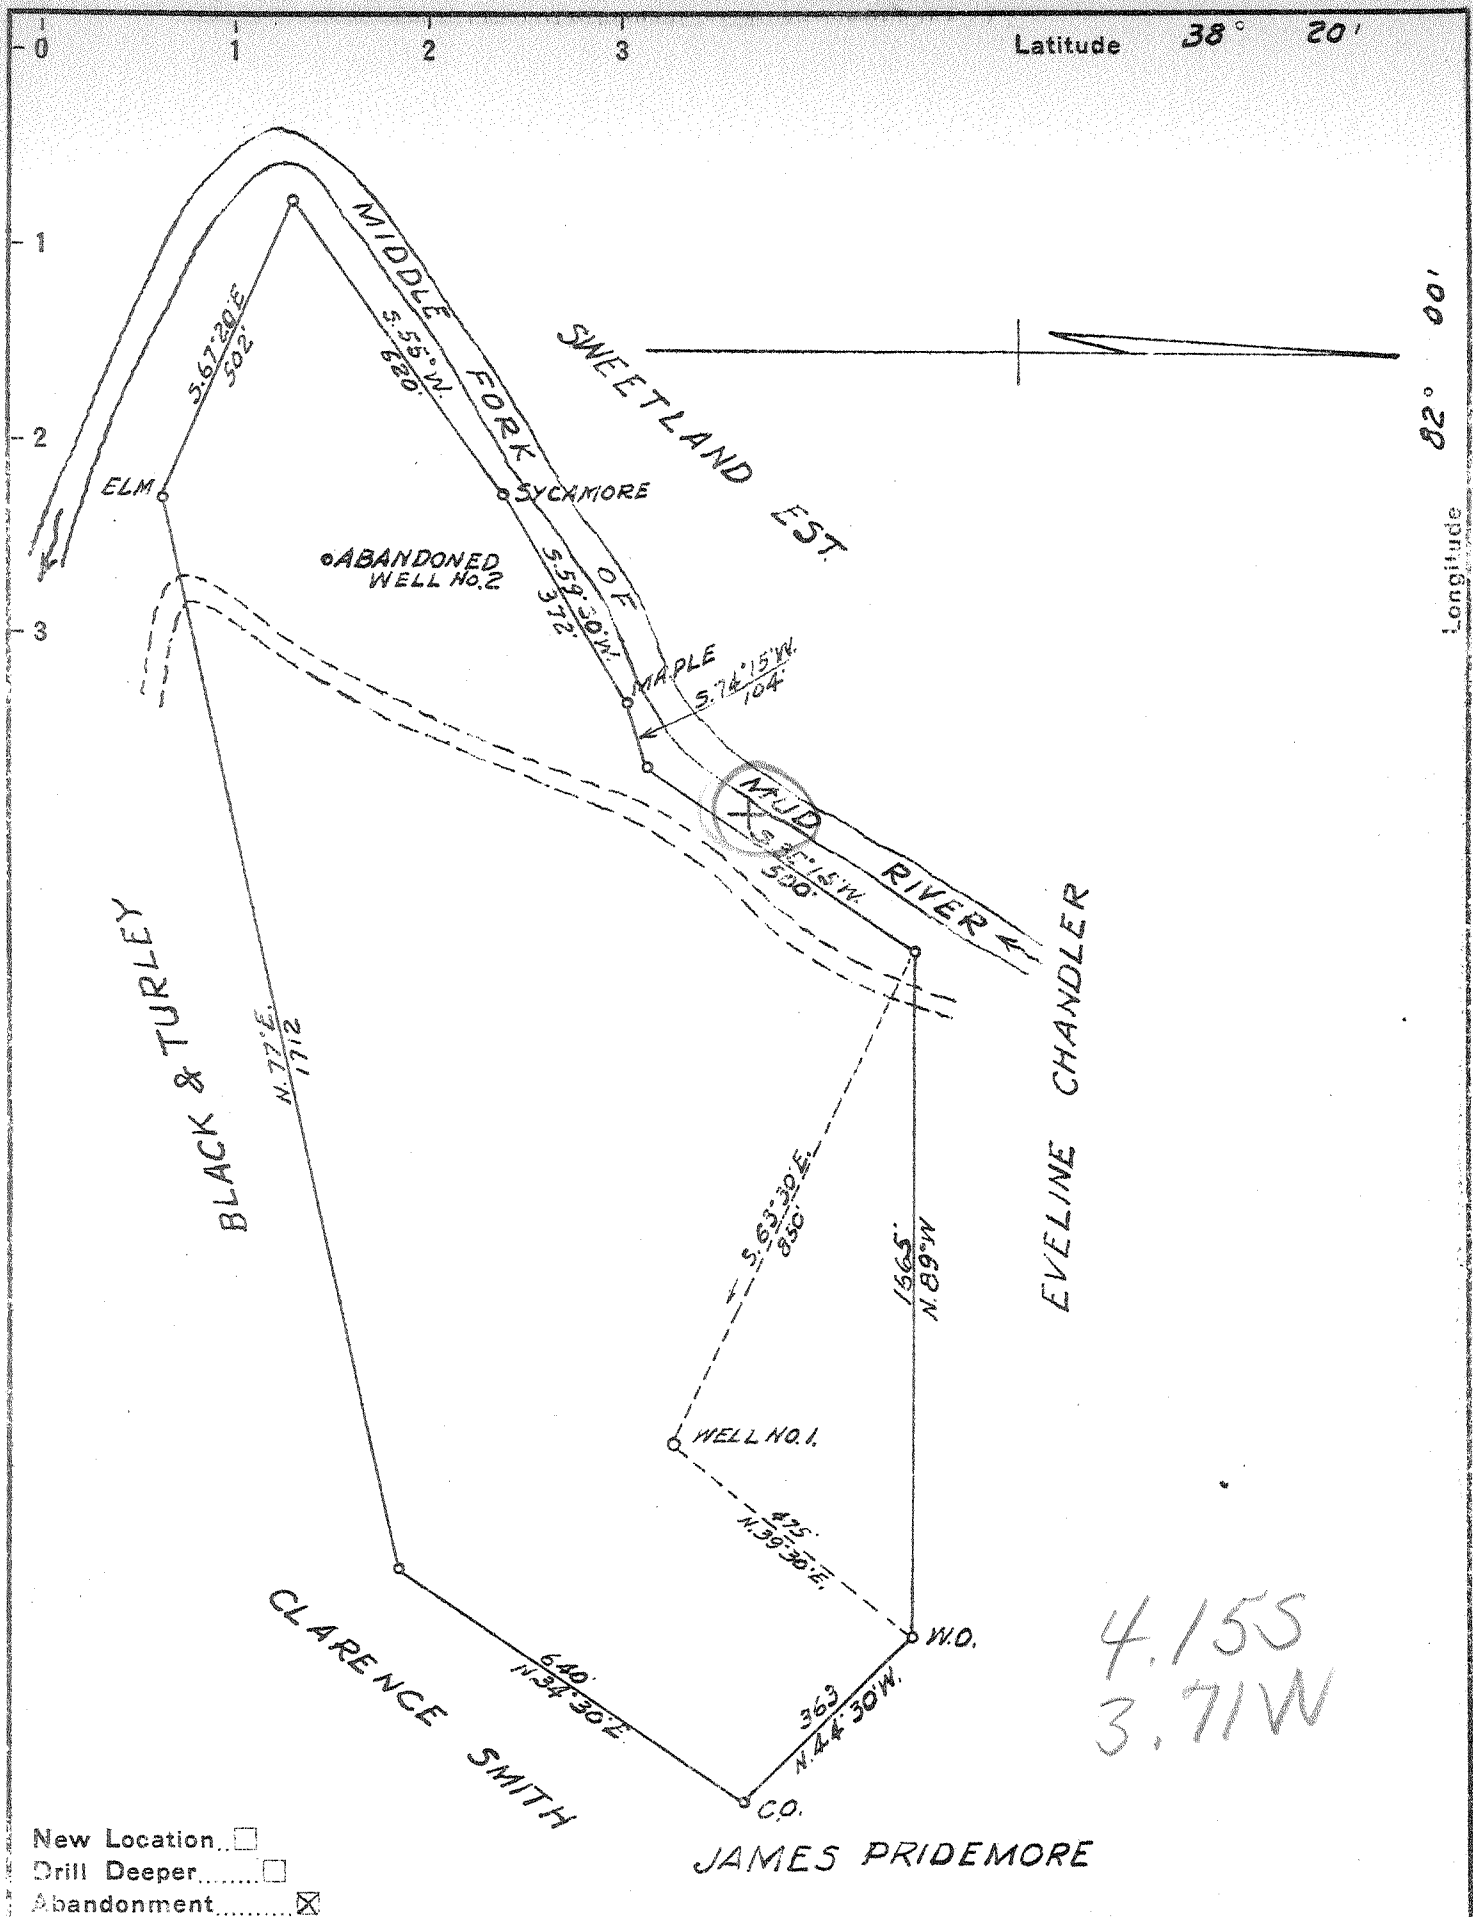 0 1 2 3
Latitude 38° 20'
1
2
3
82° 00'
Longitude
MIDDLE FORK OF MUD RIVER
S.67°20'E
502'
S.55°W.
620'
SWEETLAND EST.
ELM
SYCAMORE
ABANDONED
WELL No.2
S.59°30'W.
372'
MAPLE
S.74°15'W.
104'
500'
BLACK & TURLEY
N.77°E.
1712
EVELINE CHANDLER
S.63°30'E.
850'
N.89°W
WELL NO.1.
475'
N.39°30'E.
W.O.
CLARENCE SMITH
640'
N.34°30'E.
363
N.44°30'W.
C.O.
4.15S
3.71W
JAMES PRIDEMORE
New Location..☐
Drill Deeper........☐
Abandonment..........☒